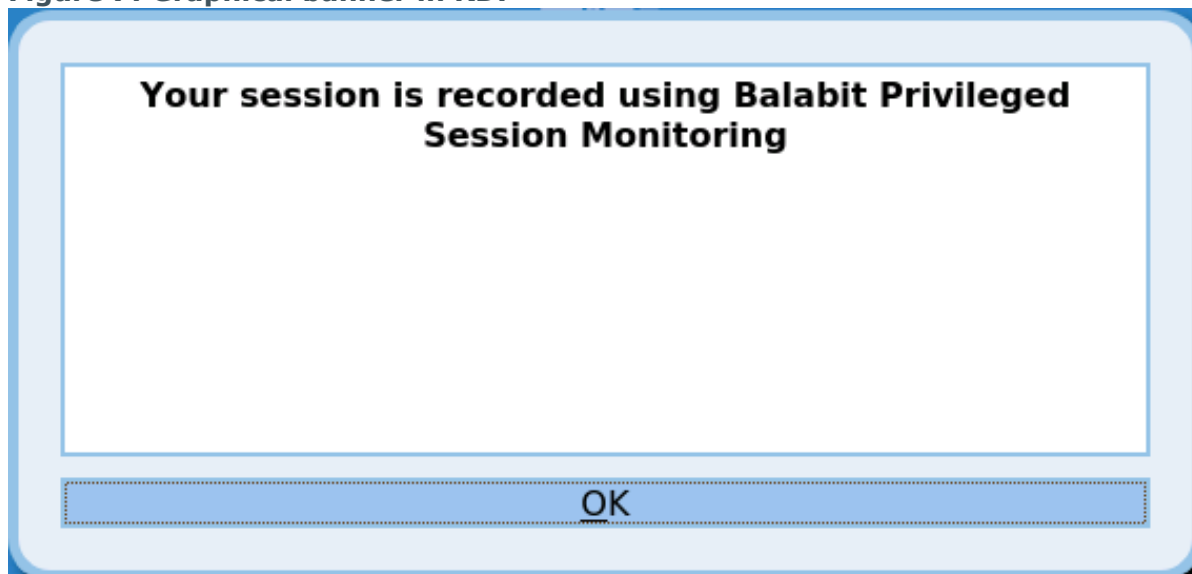 Your session is recorded using Balabit Privileged
Session Monitoring
OK